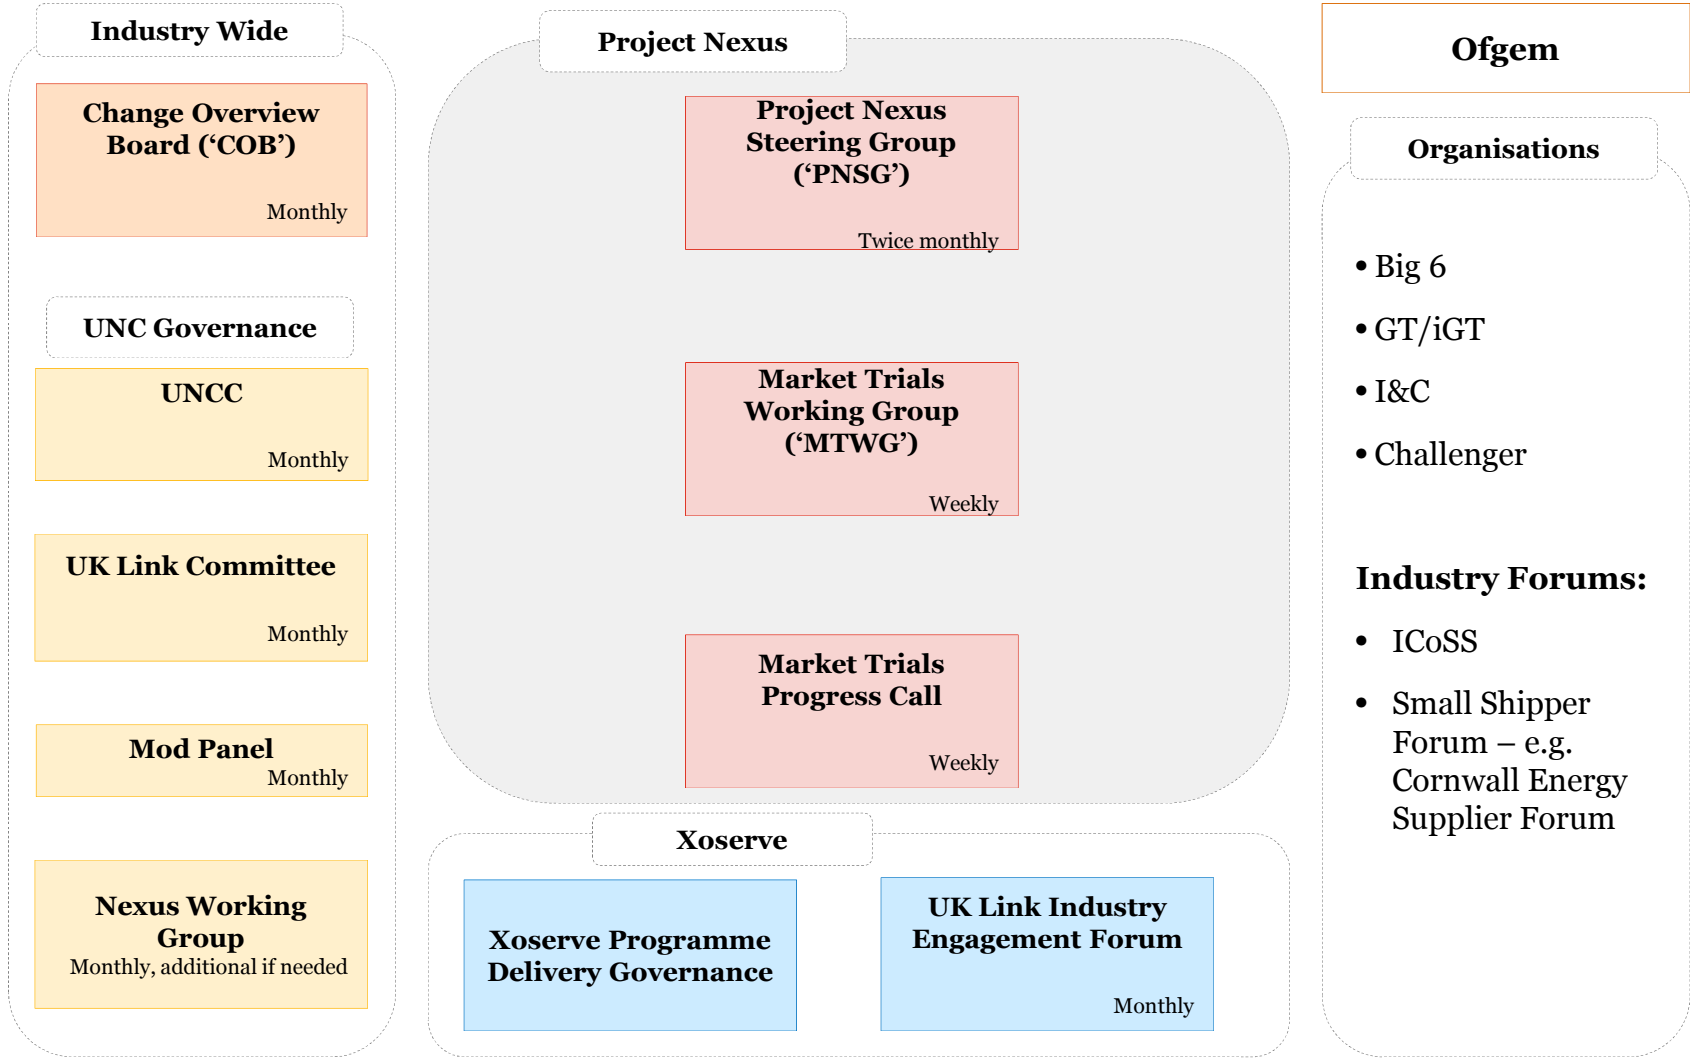 Industry Wide
Change Overview
Board (‘COB’)
Monthly
UNC Governance
UNCC
Monthly
UK Link Committee
Monthly
Mod Panel
Monthly
Nexus Working
Group
Monthly, additional if needed
Project Nexus
Project Nexus
Steering Group
(‘PNSG’)
Twice monthly
Market Trials
Working Group
(‘MTWG’)
Weekly
Market Trials
Progress Call
Weekly
Xoserve
Xoserve Programme
Delivery Governance
UK Link Industry
Engagement Forum
Monthly
Ofgem
Organisations
• Big 6
• GT/iGT
• I&C
• Challenger
Industry Forums:
• ICoSS
• Small Shipper
Forum – e.g.
Cornwall Energy
Supplier Forum